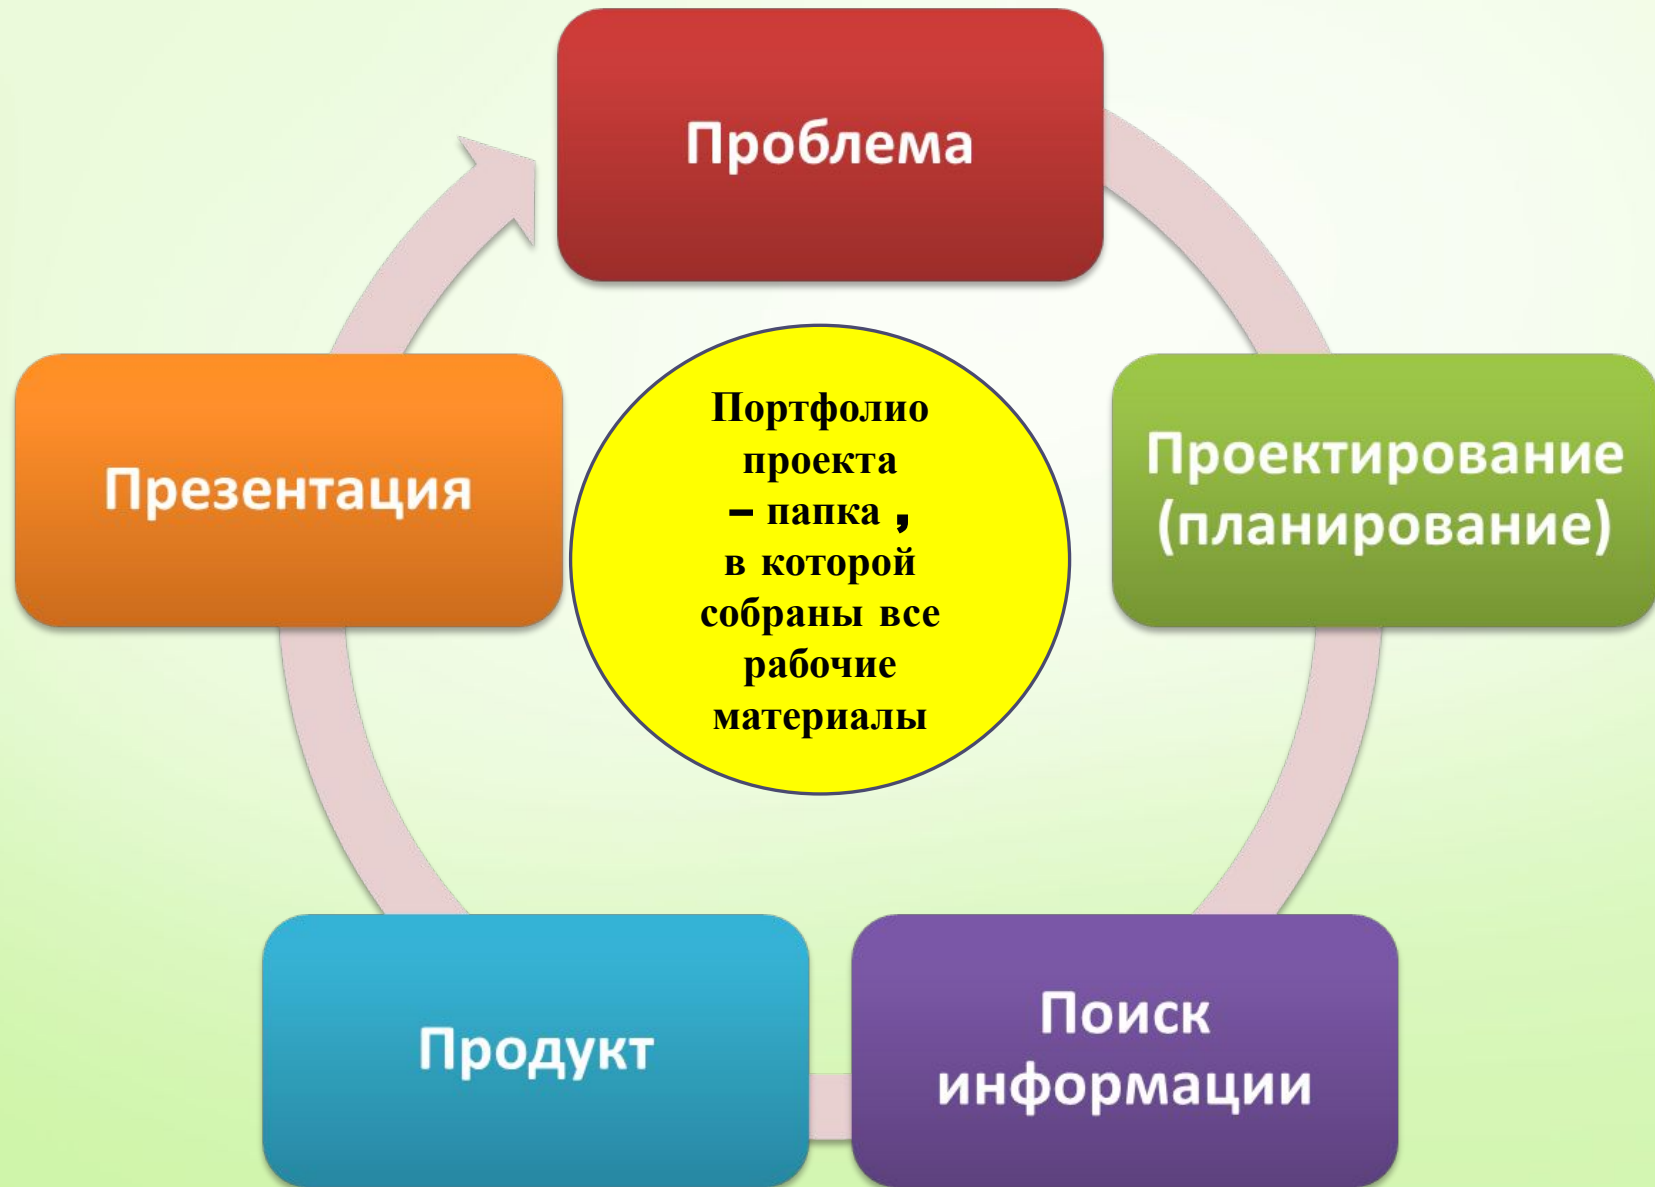 Проблема
Проектирование
(планирование)
Поиск
информации
Продукт
Презентация
Портфолио
проекта
– папка ,
в которой
собраны все
рабочие
материалы